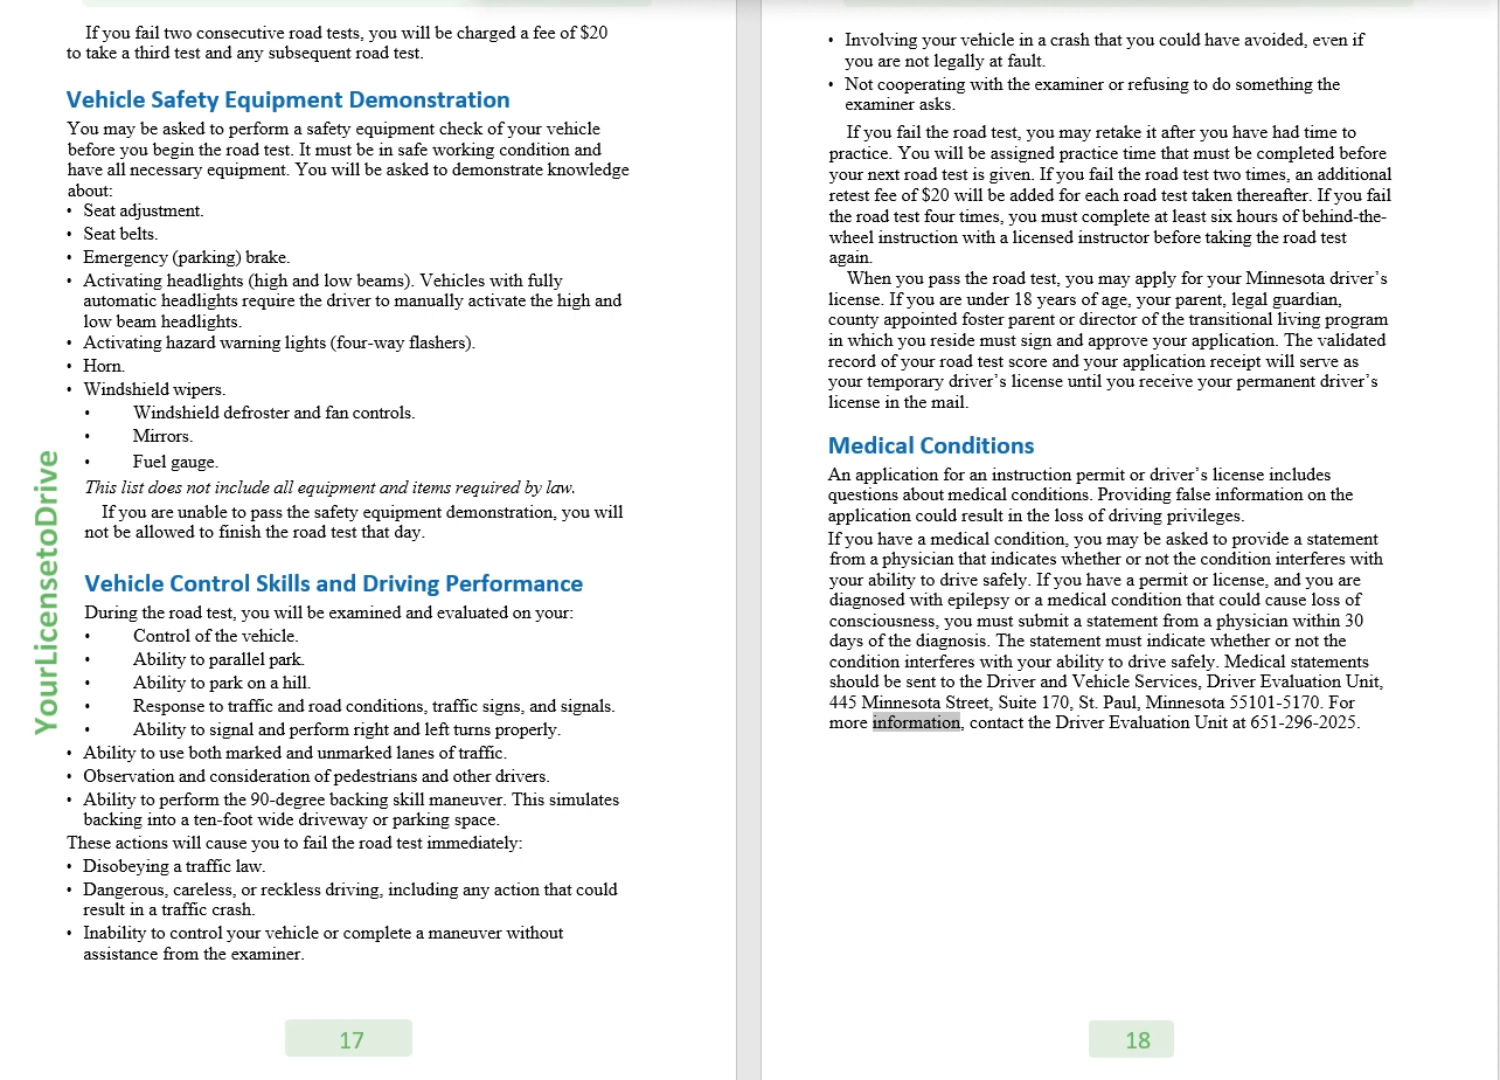 If you fail two consecutive road tests, you will be charged a fee of $20
to take a third test and any subsequent road test.
Vehicle Safety Equipment Demonstration
You may be asked to perform a safety equipment check of your vehicle
before you begin the road test. It must be in safe working condition and
have all necessary equipment. You will be asked to demonstrate knowledge
about:
• Seat adjustment.
• Seat belts.
• Emergency (parking) brake.
• Activating headlights (high and low beams). Vehicles with fully
automatic headlights require the driver to manually activate the high and
low beam headlights.
• Activating hazard warning lights (four-way flashers).
• Horn.
• Windshield wipers.
• Windshield defroster and fan controls.
• Mirrors.
• Fuel gauge.
This list does not include all equipment and items required by law.
If you are unable to pass the safety equipment demonstration, you will
not be allowed to finish the road test that day.
Vehicle Control Skills and Driving Performance
During the road test, you will be examined and evaluated on your:
• Control of the vehicle.
• Ability to parallel park.
• Ability to park on a hill.
• Response to traffic and road conditions, traffic signs, and signals.
• Ability to signal and perform right and left turns properly.
• Ability to use both marked and unmarked lanes of traffic.
• Observation and consideration of pedestrians and other drivers.
• Ability to perform the 90-degree backing skill maneuver. This simulates
backing into a ten-foot wide driveway or parking space.
These actions will cause you to fail the road test immediately:
• Disobeying a traffic law.
• Dangerous, careless, or reckless driving, including any action that could
result in a traffic crash.
• Inability to control your vehicle or complete a maneuver without
assistance from the examiner.
YourLicensetoDrive
17
• Involving your vehicle in a crash that you could have avoided, even if
you are not legally at fault.
• Not cooperating with the examiner or refusing to do something the
examiner asks.
If you fail the road test, you may retake it after you have had time to
practice. You will be assigned practice time that must be completed before
your next road test is given. If you fail the road test two times, an additional
retest fee of $20 will be added for each road test taken thereafter. If you fail
the road test four times, you must complete at least six hours of behind-the-
wheel instruction with a licensed instructor before taking the road test
again.
When you pass the road test, you may apply for your Minnesota driver's
license. If you are under 18 years of age, your parent, legal guardian,
county appointed foster parent or director of the transitional living program
in which you reside must sign and approve your application. The validated
record of your road test score and your application receipt will serve as
your temporary driver's license until you receive your permanent driver's
license in the mail.
Medical Conditions
An application for an instruction permit or driver's license includes
questions about medical conditions. Providing false information on the
application could result in the loss of driving privileges.
If you have a medical condition, you may be asked to provide a statement
from a physician that indicates whether or not the condition interferes with
your ability to drive safely. If you have a permit or license, and you are
diagnosed with epilepsy or a medical condition that could cause loss of
consciousness, you must submit a statement from a physician within 30
days of the diagnosis. The statement must indicate whether or not the
condition interferes with your ability to drive safely. Medical statements
should be sent to the Driver and Vehicle Services, Driver Evaluation Unit,
445 Minnesota Street, Suite 170, St. Paul, Minnesota 55101-5170. For
more information, contact the Driver Evaluation Unit at 651-296-2025.
18